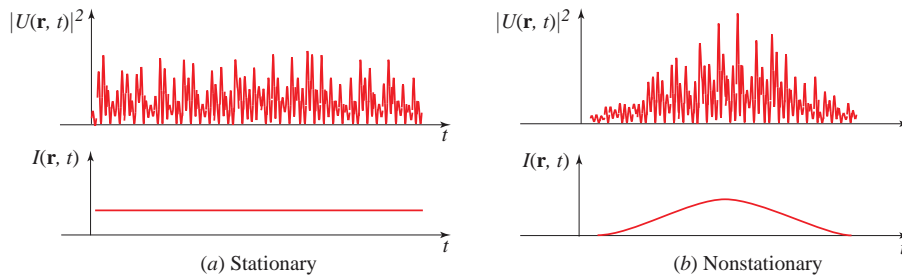 |U(r, t)|²
t
I(r, t)
t
(a) Stationary
|U(r, t)|²
t
I(r, t)
t
(b) Nonstationary